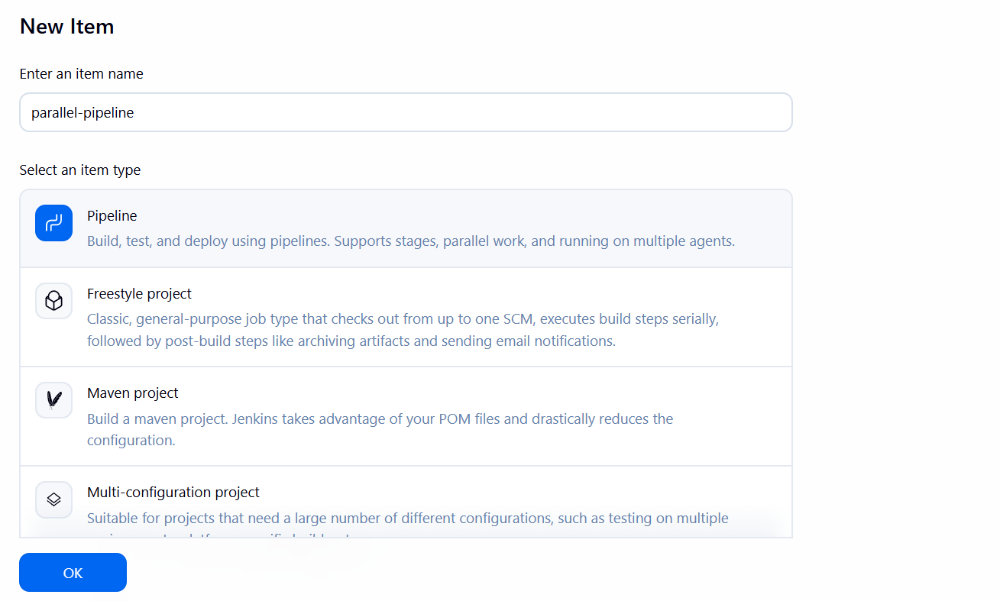 New Item
Enter an item name
parallel-pipeline
Select an item type
Pipeline
Build, test, and deploy using pipelines. Supports stages, parallel work, and running on multiple agents.
Freestyle project
Classic, general-purpose job type that checks out from up to one SCM, executes build steps serially,
followed by post-build steps like archiving artifacts and sending email notifications.
Maven project
Build a maven project. Jenkins takes advantage of your POM files and drastically reduces the
configuration.
Multi-configuration project
Suitable for projects that need a large number of different configurations, such as testing on multiple
OK